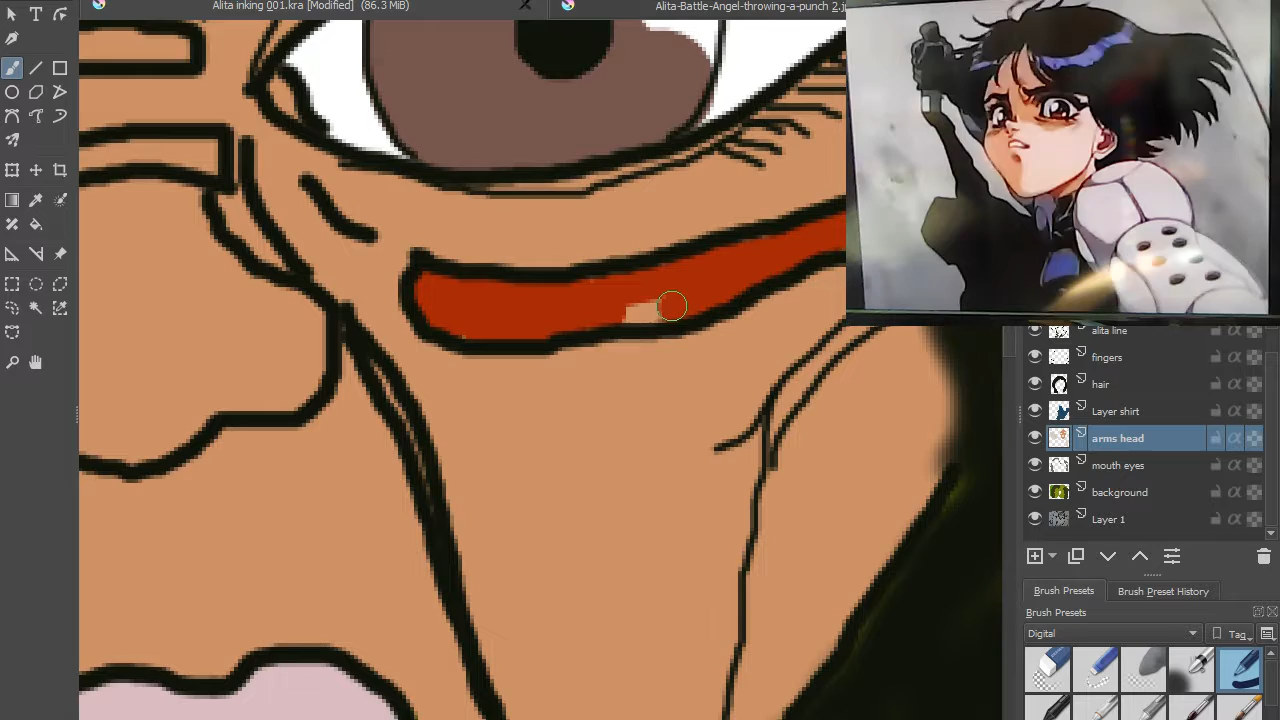 Alita inking 001.kra [Modified] (86.3 MiB)
Alita-Battle-Angel-throwing-a-punch 2.j
alita line
fingers
hair
Layer shirt
arms head
mouth eyes
background
Layer 1
Brush Presets
Brush Preset History
Brush Presets
Digital
Tag